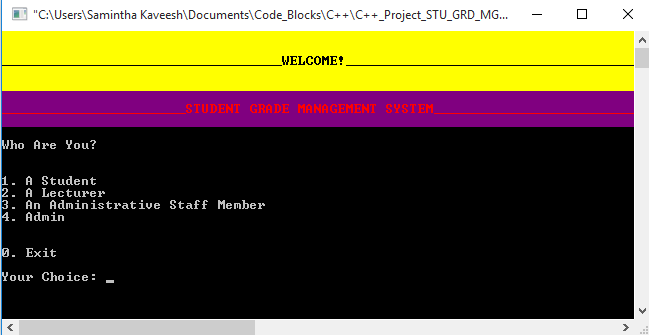 "C:\Users\Samintha Kaveesh\Documents\Code_Blocks\C++\C++_Project_STU_GRD_MG...
WELCOME!
STUDENT GRADE MANAGEMENT SYSTEM
Who Are You?
1. A Student
2. A Lecturer
3. An Administrative Staff Member
4. Admin
0. Exit
Your Choice: _